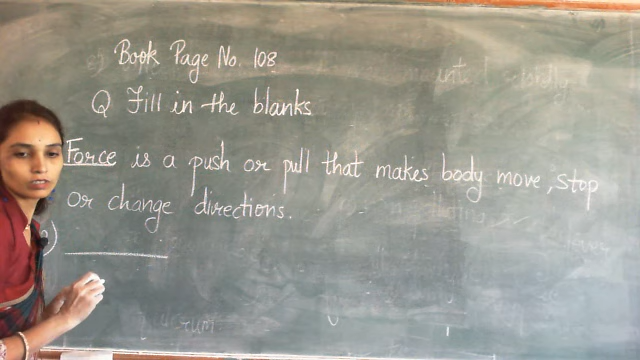 Book Page No. 108
Q Fill in the blanks
Force is a push or pull that makes body move, stop
or change directions.
)